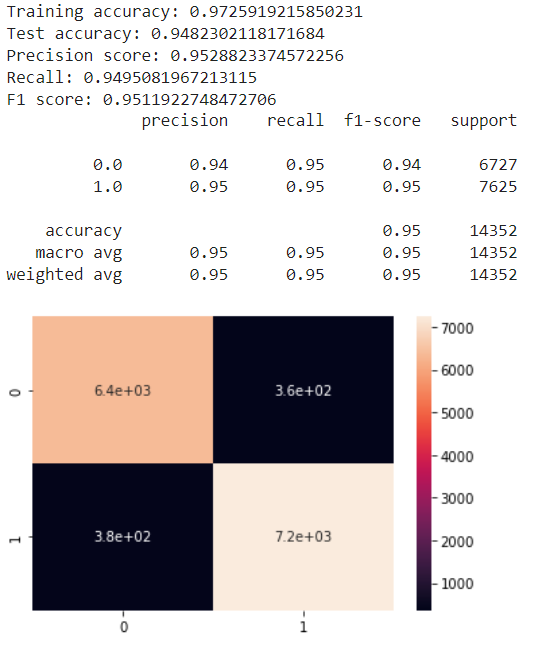 Training accuracy: 0.9725919215850231
Test accuracy: 0.9482302118171684
Precision score: 0.9528823374572256
Recall: 0.9495081967213115
F1 score: 0.9511922748472706
precision recall f1-score support
0.0 0.94 0.95 0.94 6727
1.0 0.95 0.95 0.95 7625
accuracy 0.95 14352
macro avg 0.95 0.95 0.95 14352
weighted avg 0.95 0.95 0.95 14352
7000
6000
5000
4000
3000
2000
1000
0 6.4e+03 3.6e+02
1 3.8e+02 7.2e+03
0 1